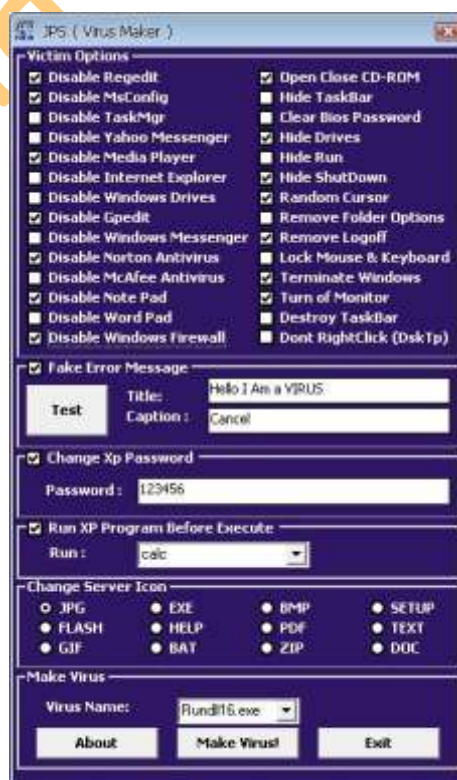 JPS ( Virus Maker )
Victim Options
Disable Regedit
Disable MsConfig
Disable TaskMgr
Disable Yahoo Messenger
Disable Media Player
Disable Internet Explorer
Disable Windows Drives
Disable Gpedit
Disable Windows Messenger
Disable Norton Antivirus
Disable McAfee Antivirus
Disable Note Pad
Disable Word Pad
Disable Windows Firewall
Open Close CD-ROM
Hide TaskBar
Clear Bios Password
Hide Drives
Hide Run
Hide ShutDown
Random Cursor
Remove Folder Options
Remove Logoff
Lock Mouse & Keyboard
Terminate Windows
Turn of Monitor
Destroy TaskBar
Dont RightClick (DskTp)
Fake Error Message
Test
Title: Hello I Am a VIRUS
Caption : Cancel
Change Xp Password
Password : 123456
Run XP Program Before Execute
Run : calc
Change Server Icon
JPG EXE BMP SETUP
FLASH HELP PDF TEXT
GIF BAT ZIP DOC
Make Virus
Virus Name: Rundll16.exe
About Make Virus! Exit